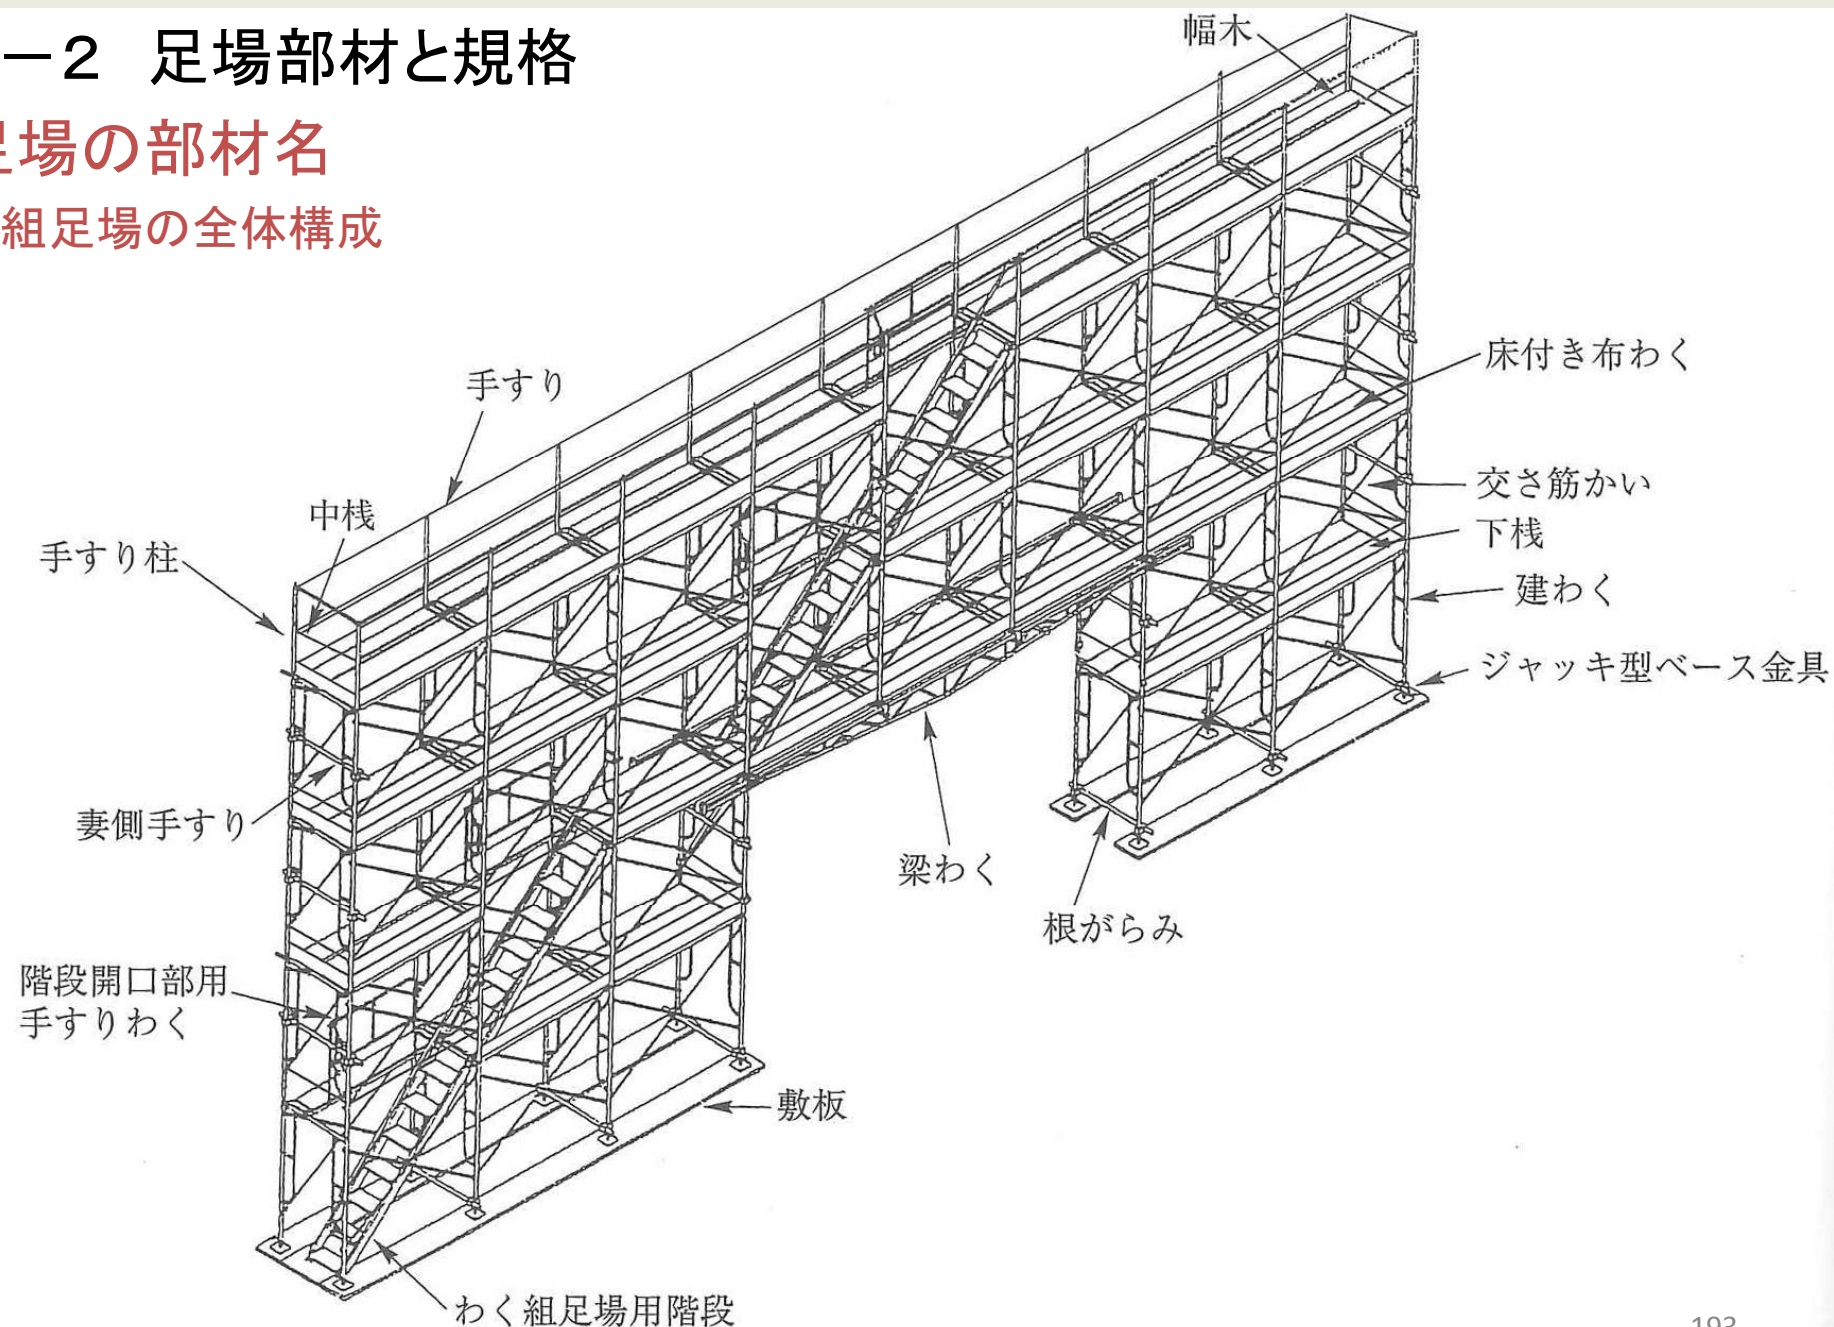 －２　足場部材と規格
足場の部材名
組足場の全体構成
幅木
手すり
床付き布わく
中桟
交さ筋かい
手すり柱
下桟
建わく
ジャッキ型ベース金具
妻側手すり
梁わく
根がらみ
階段開口部用
手すりわく
敷板
わく組足場用階段
193